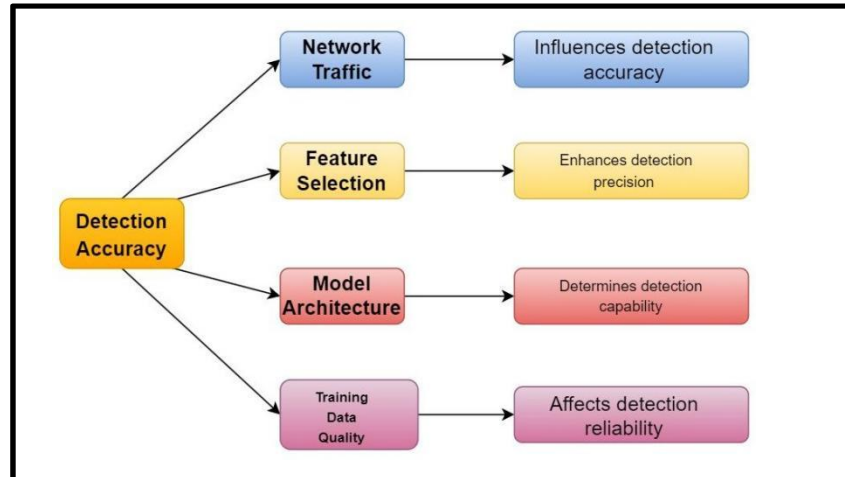 Network
Traffic
Influences detection
accuracy
Feature
Selection
Enhances detection
precision
Detection
Accuracy
Model
Architecture
Determines detection
capability
Training
Data
Quality
Affects detection
reliability